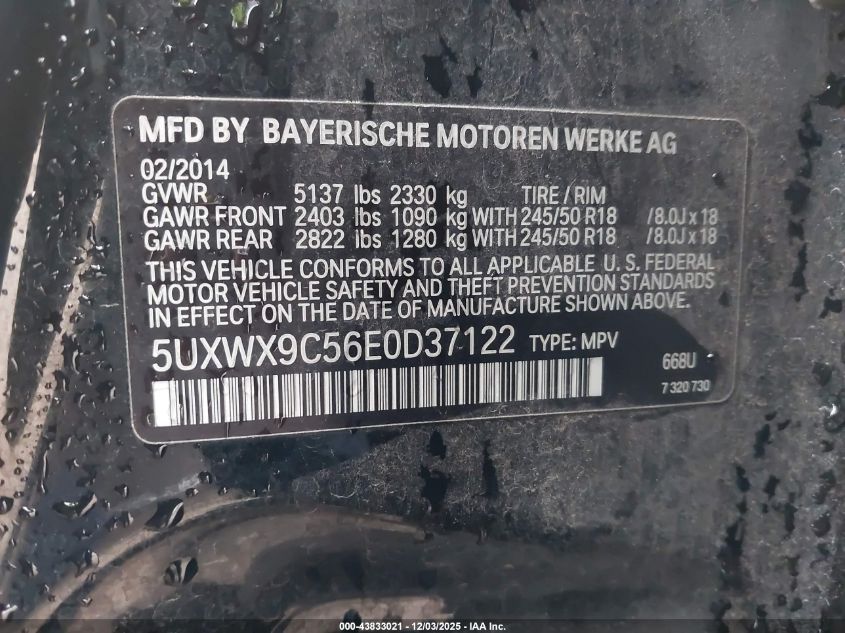 MFD BY BAYERISCHE MOTOREN WERKE AG
02/2014
GVWR 5137 lbs 2330 kg TIRE / RIM
GAWR FRONT 2403 lbs 1090 kg WITH 245/50 R18 /8.0J x 18
GAWR REAR 2822 lbs 1280 kg WITH 245/50 R18 /8.0J x 18
THIS VEHICLE CONFORMS TO ALL APPLICABLE U. S. FEDERAL
MOTOR VEHICLE SAFETY AND THEFT PREVENTION STANDARDS
IN EFFECT ON THE DATE OF MANUFACTURE SHOWN ABOVE.
5UXWX9C56E0D37122 TYPE: MPV 668U
7 320 730
000-43833021 - 12/03/2025 - IAA Inc.